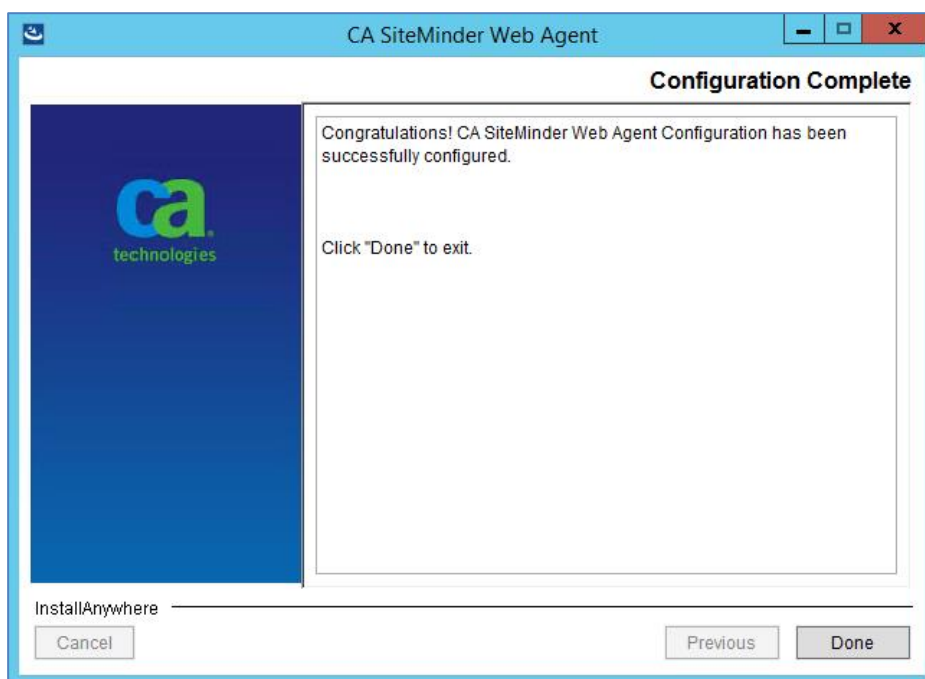 CA SiteMinder Web Agent
x
Configuration Complete
ca
technologies
Congratulations! CA SiteMinder Web Agent Configuration has been
successfully configured.
Click "Done" to exit.
InstallAnywhere
Cancel
Previous
Done